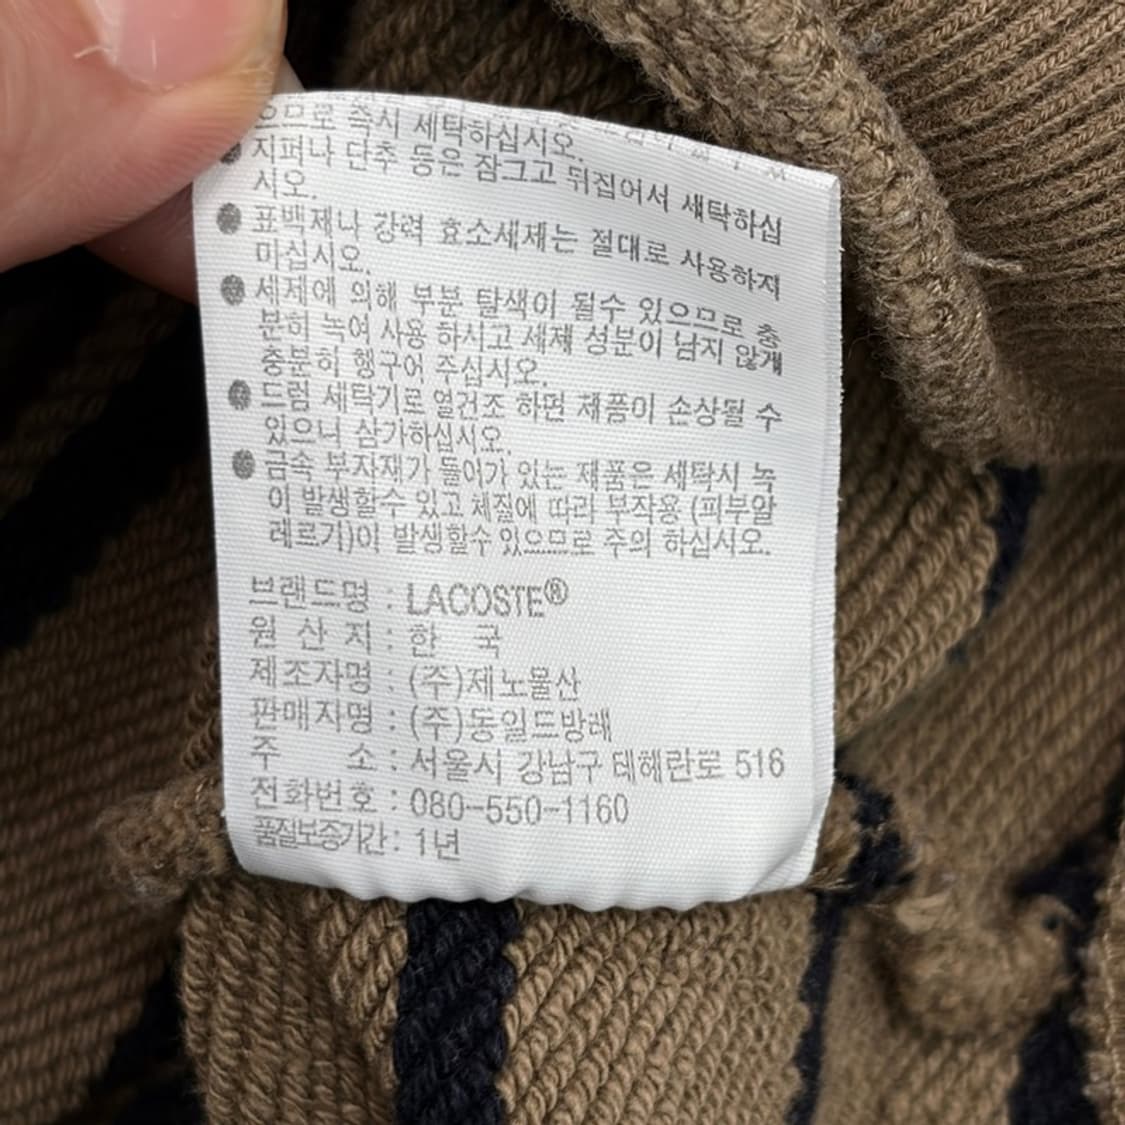 으므로 즉시 세탁하십시오.
● 지퍼나 단추 등은 잠그고 뒤집어서 세탁하십
시오.
● 표백제나 강력 효소세제는 절대로 사용하지
마십시오.
● 세제에 의해 부분 탈색이 될수 있으므로 충
분히 녹여 사용 하시고 세제 성분이 남지 않게
충분히 헹구어 주십시오.
● 드럼 세탁기로 열건조 하면 제품이 손상될 수
있으니 삼가하십시오.
● 금속 부자재가 들어가 있는 제품은 세탁시 녹
이 발생할수 있고 체질에 따라 부작용 (피부알
레르기)이 발생할수 있으므로 주의 하십시오.
브랜드명 : LACOSTE®
원 산 지 : 한 국
제조자명 : (주)제노물산
판매자명 : (주)동일드방레
주 소 : 서울시 강남구 테헤란로 516
전화번호 : 080-550-1160
품질보증기간 : 1년